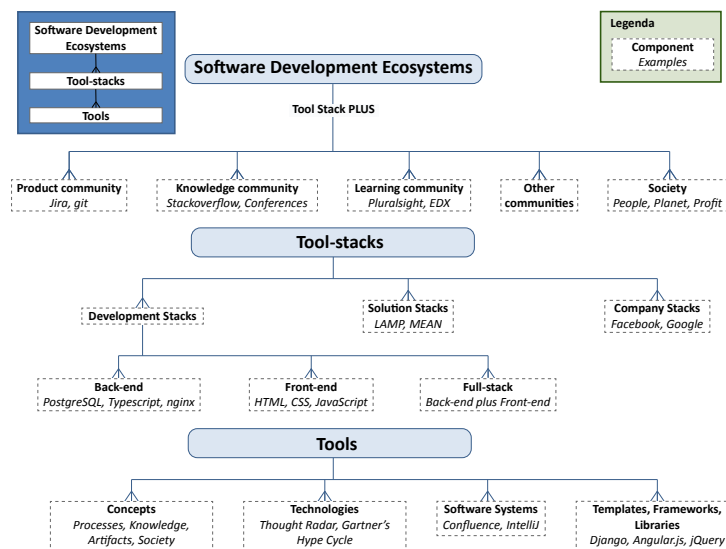 Software Development
Ecosystems
Tool-stacks
Tools
Legenda
Component
Examples
Software Development Ecosystems
Tool Stack PLUS
Product community
Jira, git
Knowledge community
Stackoverflow, Conferences
Learning community
Pluralsight, EDX
Other
communities
Society
People, Planet, Profit
Tool-stacks
Development Stacks
Solution Stacks
LAMP, MEAN
Company Stacks
Facebook, Google
Back-end
PostgreSQL, Typescript, nginx
Front-end
HTML, CSS, JavaScript
Full-stack
Back-end plus Front-end
Tools
Concepts
Processes, Knowledge,
Artifacts, Society
Technologies
Thought Radar, Gartner’s
Hype Cycle
Software Systems
Confluence, IntelliJ
Templates, Frameworks,
Libraries
Django, Angular.js, jQuery